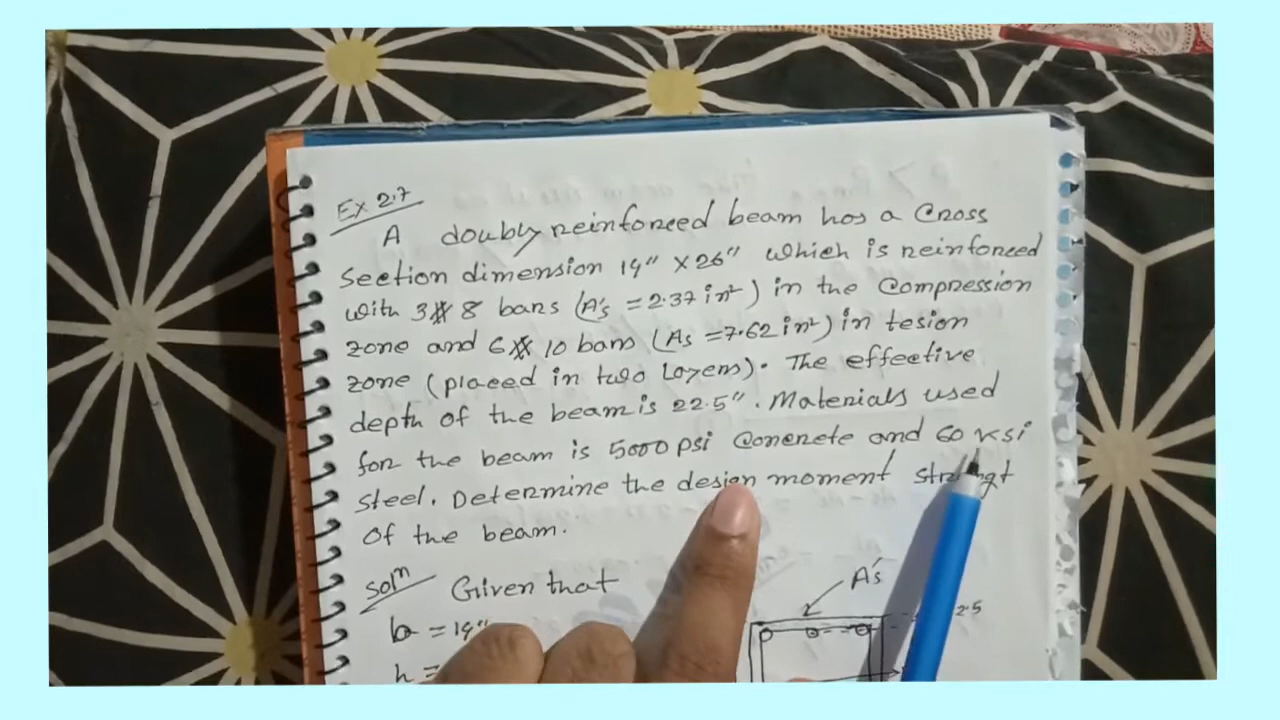 Ex 2.7
A doubly reinforced beam has a cross
section dimension 14" X 26" which is reinforced
with 3# 8 bars (A's = 2.37 in²) in the compression
zone and 6# 10 bars (As = 7.62 in²) in tesion
zone (placed in two layers). The effective
depth of the beam is 22.5". Materials used
for the beam is 5000 psi concrete and 60 ksi
steel. Determine the design moment strengt
of the beam.
Soln Given that
b = 14"
h =
A's
2.5